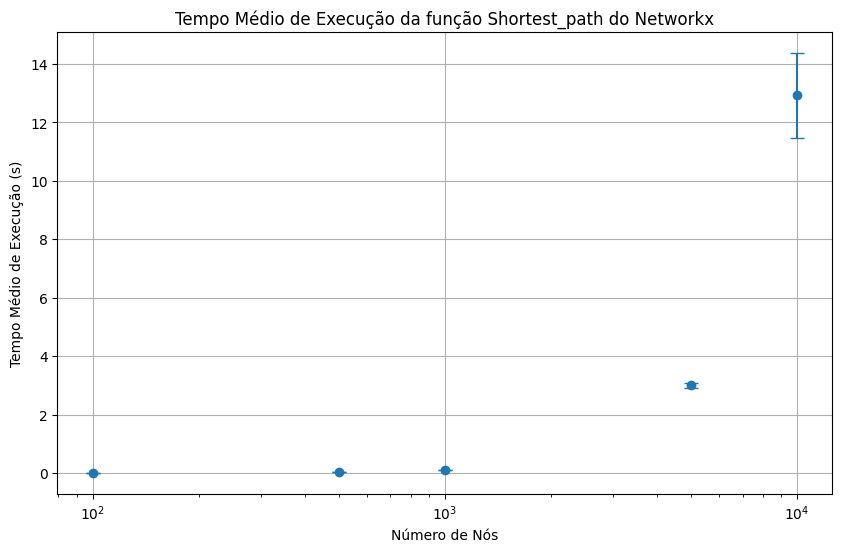 Tempo Médio de Execução da função Shortest_path do Networkx
Tempo Médio de Execução (s)
14
12
10
8
6
4
2
0
10² 10³ 10⁴
Número de Nós